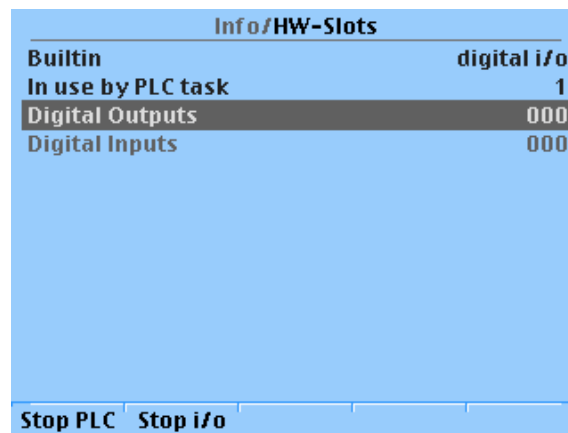 Info/HW-Slots
Builtin digital i/o
In use by PLC task 1
Digital Outputs 000
Digital Inputs 000
Stop PLC Stop i/o